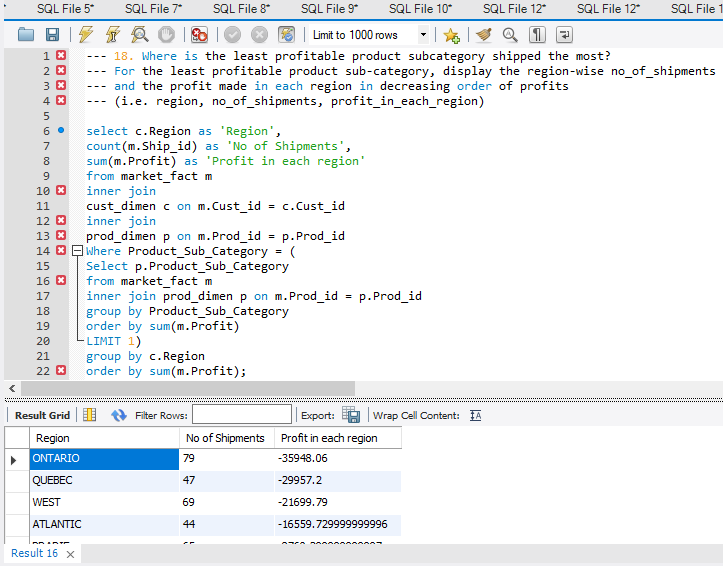 SQL File 5* SQL File 7* SQL File 8* SQL File 9* SQL File 10* SQL File 12* SQL File 12* SQL File 1
Limit to 1000 rows
1 --- 18. Where is the least profitable product subcategory shipped the most?
2 --- For the least profitable product sub-category, display the region-wise no_of_shipments
3 --- and the profit made in each region in decreasing order of profits
4 --- (i.e. region, no_of_shipments, profit_in_each_region)
5
6 select c.Region as 'Region',
7 count(m.Ship_id) as 'No of Shipments',
8 sum(m.Profit) as 'Profit in each region'
9 from market_fact m
10 inner join
11 cust_dimen c on m.Cust_id = c.Cust_id
12 inner join
13 prod_dimen p on m.Prod_id = p.Prod_id
14 Where Product_Sub_Category = (
15 Select p.Product_Sub_Category
16 from market_fact m
17 inner join prod_dimen p on m.Prod_id = p.Prod_id
18 group by Product_Sub_Category
19 order by sum(m.Profit)
20 LIMIT 1)
21 group by c.Region
22 order by sum(m.Profit);
Result Grid Filter Rows: Export: Wrap Cell Content:
Region No of Shipments Profit in each region
ONTARIO 79 -35948.06
QUEBEC 47 -29957.2
WEST 69 -21699.79
ATLANTIC 44 -16559.729999999996
Result 16